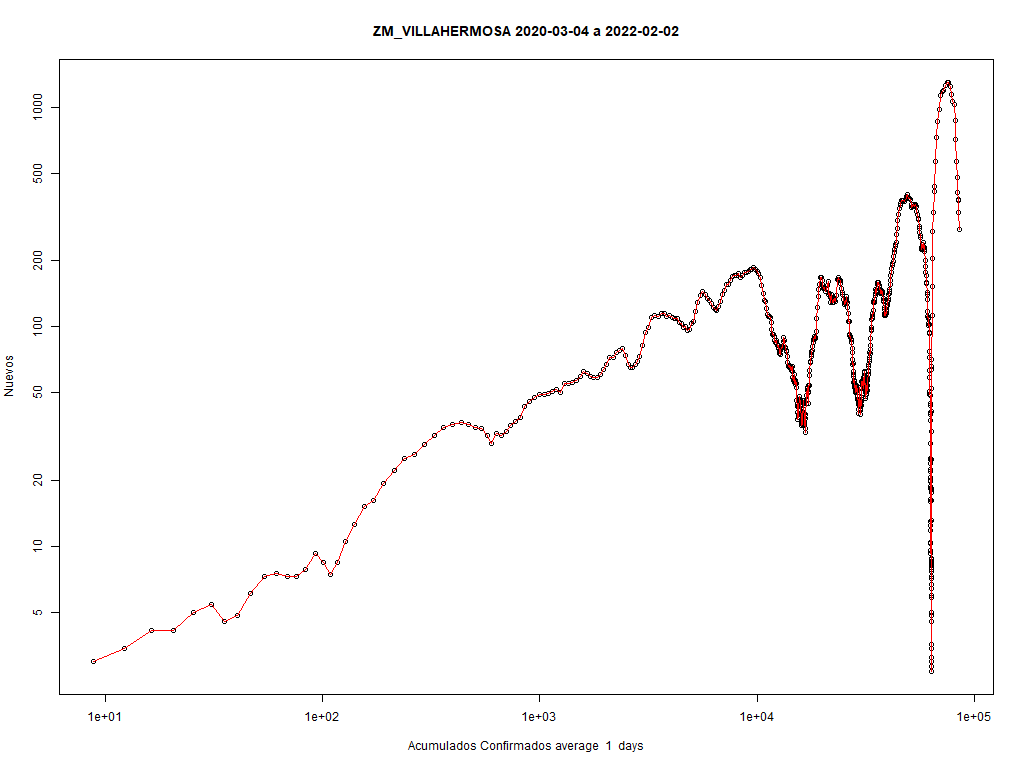 ZM_VILLAHERMOSA 2020-03-04 a 2022-02-02
Nuevos
1000
500
200
100
50
20
10
5
1e+01 1e+02 1e+03 1e+04 1e+05
Acumulados Confirmados average 1 days